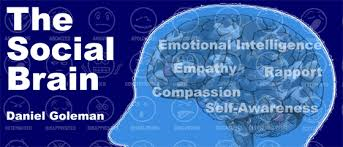 The
Social
Brain
Daniel Goleman
Emotional Intelligence
Empathy
Rapport
Compassion
Self-Awareness